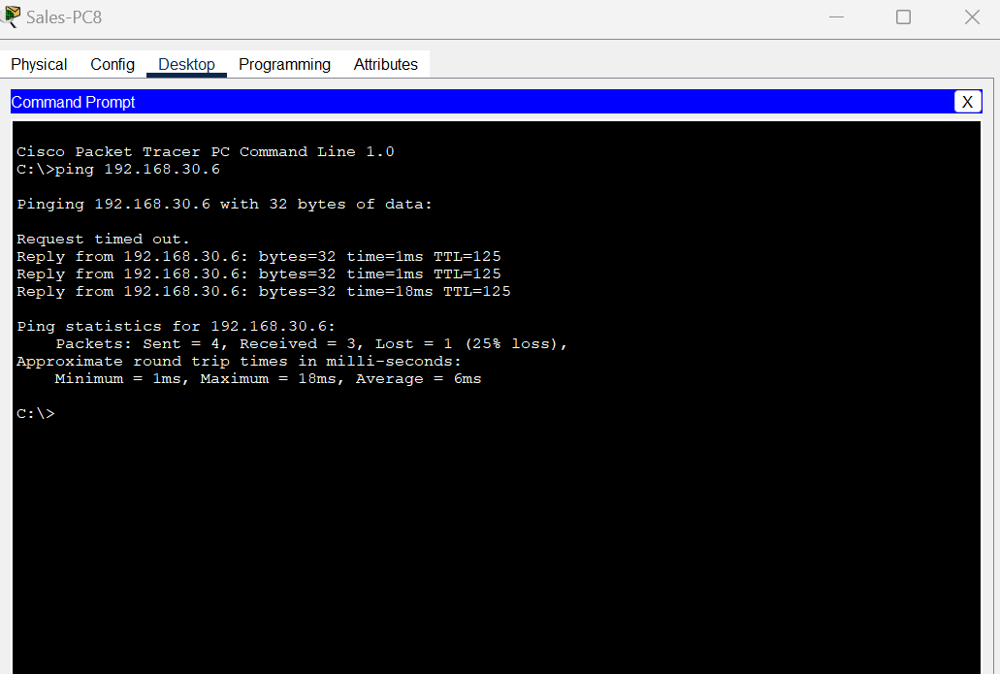 Sales-PC8
Physical Config Desktop Programming Attributes
Command Prompt X
Cisco Packet Tracer PC Command Line 1.0
C:\>ping 192.168.30.6
Pinging 192.168.30.6 with 32 bytes of data:
Request timed out.
Reply from 192.168.30.6: bytes=32 time=1ms TTL=125
Reply from 192.168.30.6: bytes=32 time=1ms TTL=125
Reply from 192.168.30.6: bytes=32 time=18ms TTL=125
Ping statistics for 192.168.30.6:
    Packets: Sent = 4, Received = 3, Lost = 1 (25% loss),
Approximate round trip times in milli-seconds:
    Minimum = 1ms, Maximum = 18ms, Average = 6ms
C:\>